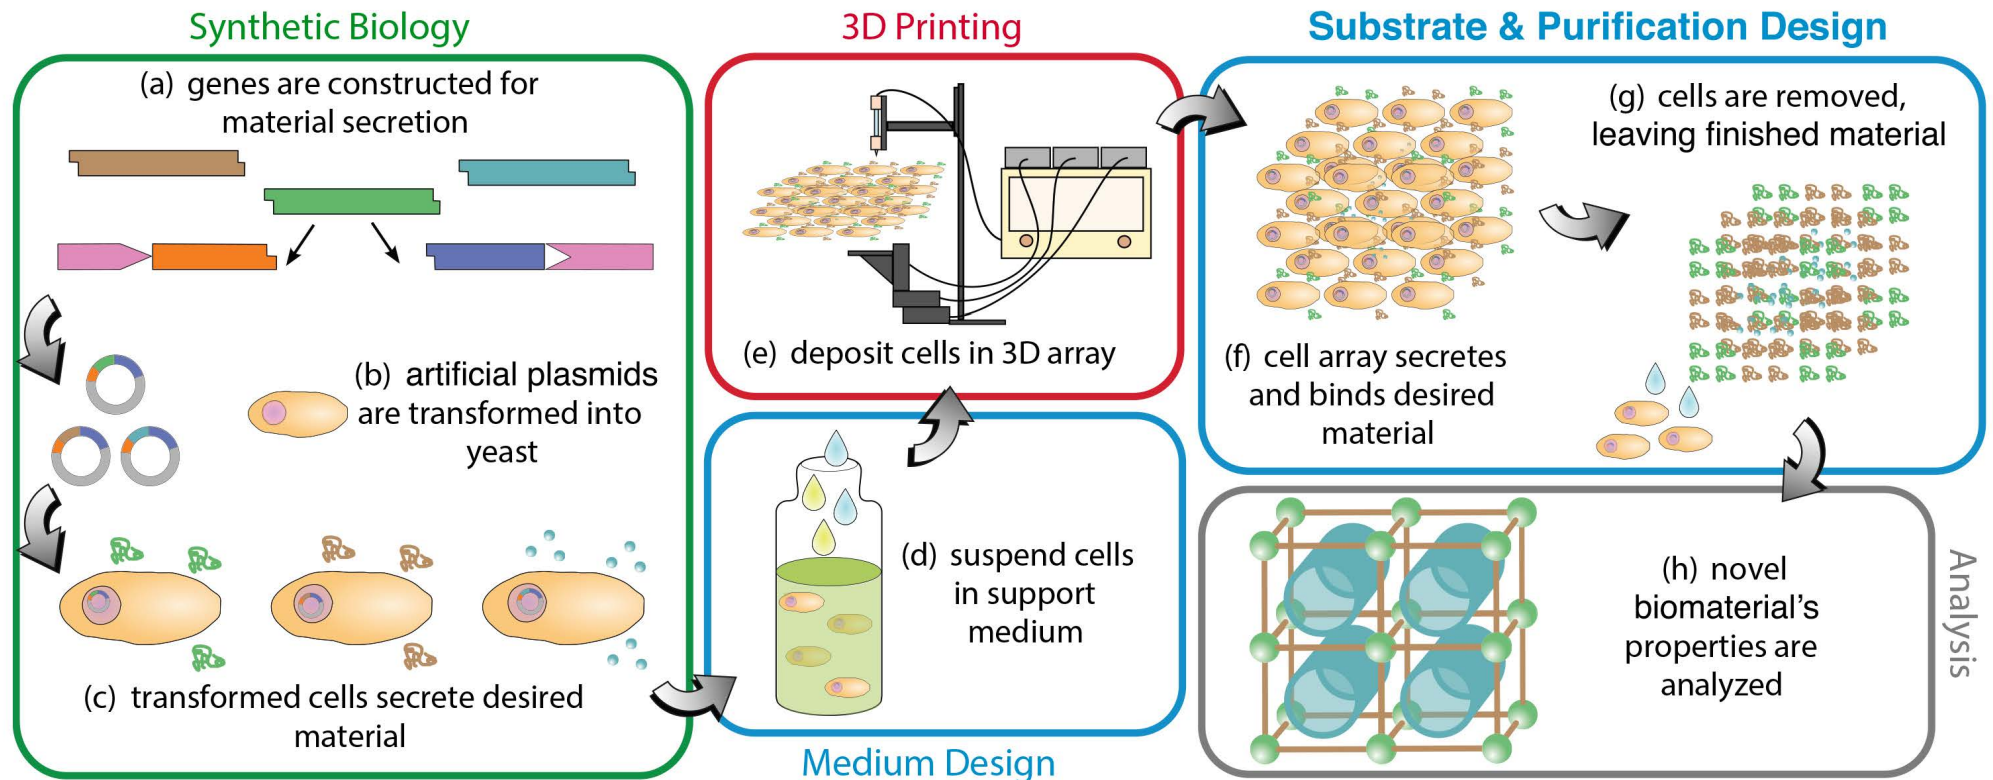 Synthetic Biology
(a) genes are constructed for
material secretion
(b) artificial plasmids
are transformed into
yeast
(c) transformed cells secrete desired
material
3D Printing
(e) deposit cells in 3D array
(d) suspend cells
in support
medium
Medium Design
Substrate & Purification Design
(f) cell array secretes
and binds desired
material
(g) cells are removed,
leaving finished material
(h) novel
biomaterial's
properties are
analyzed
Analysis